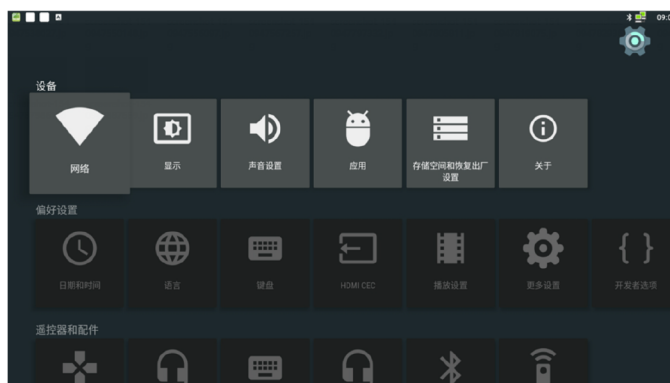 09:0
设备
网络
显示
声音设置
应用
存储空间和恢复出厂
设置
关于
偏好设置
日期和时间
语言
键盘
HDMI CEC
播放设置
更多设置
开发者选项
遥控器和配件